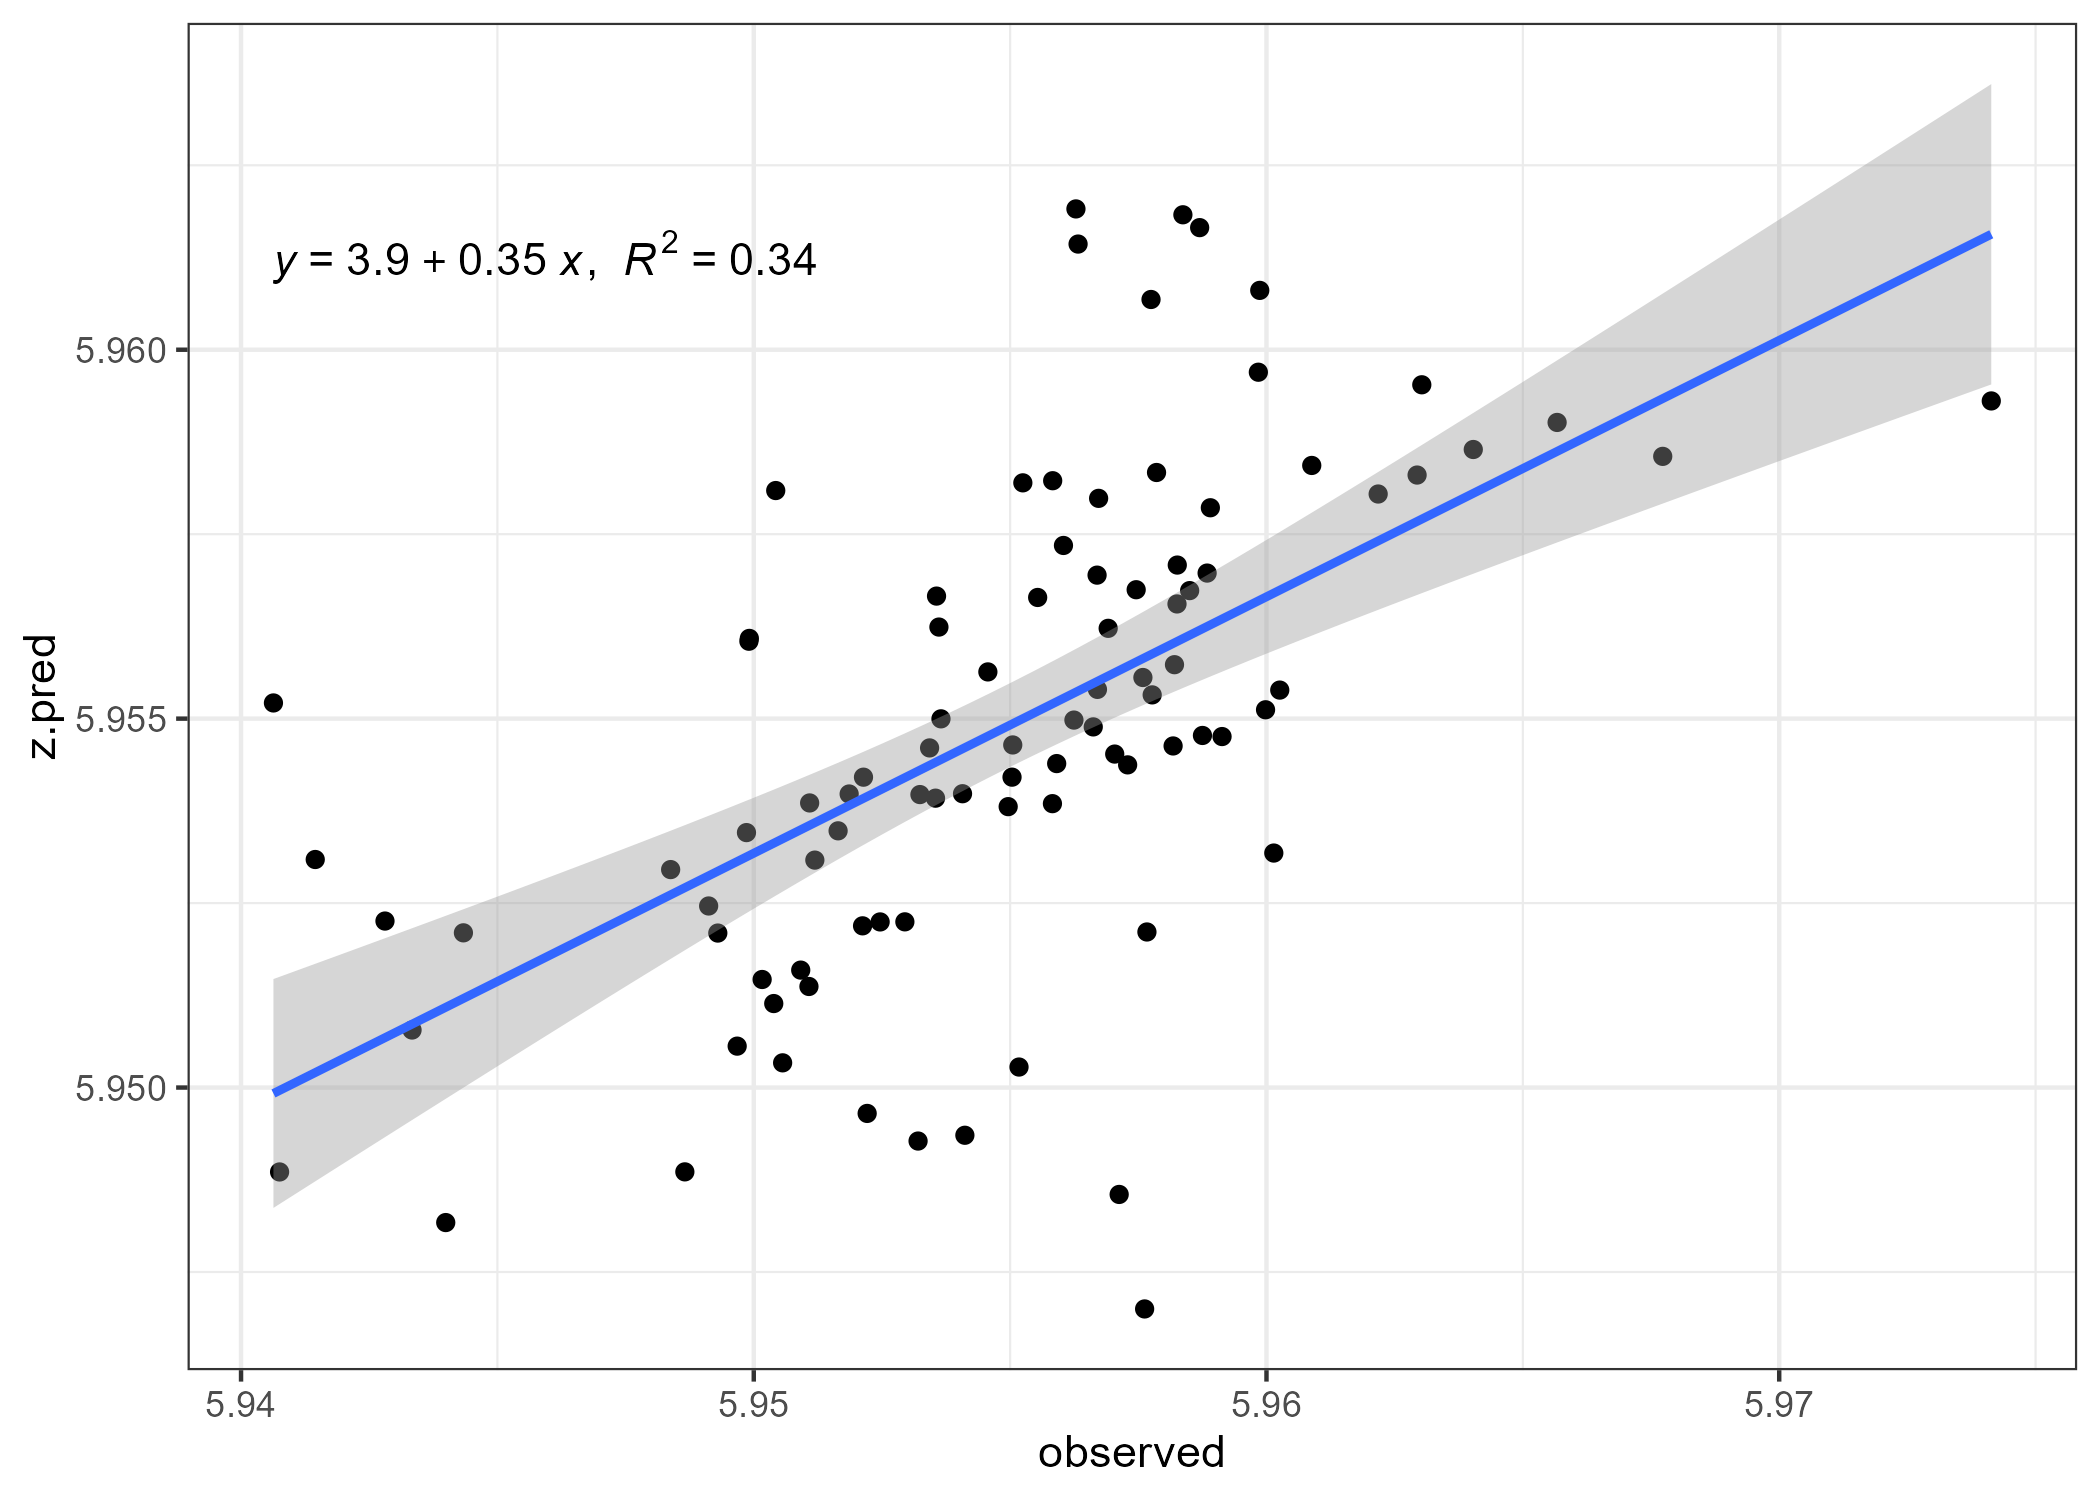 y = 3.9 + 0.35 x, R² = 0.34
5.960
5.955
5.950
z.pred
5.94 5.95 5.96 5.97
observed